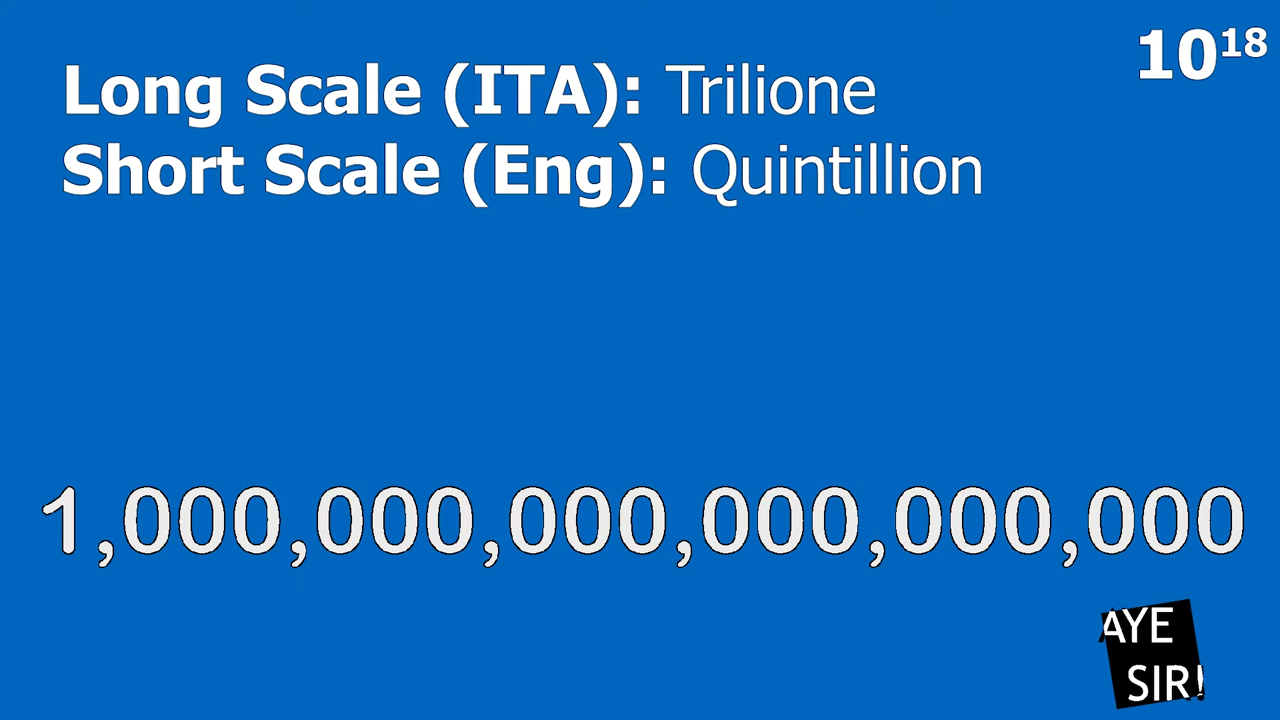 10¹⁸
Long Scale (ITA): Trilione
Short Scale (Eng): Quintillion
1,000,000,000,000,000,000
AYE
SIR!